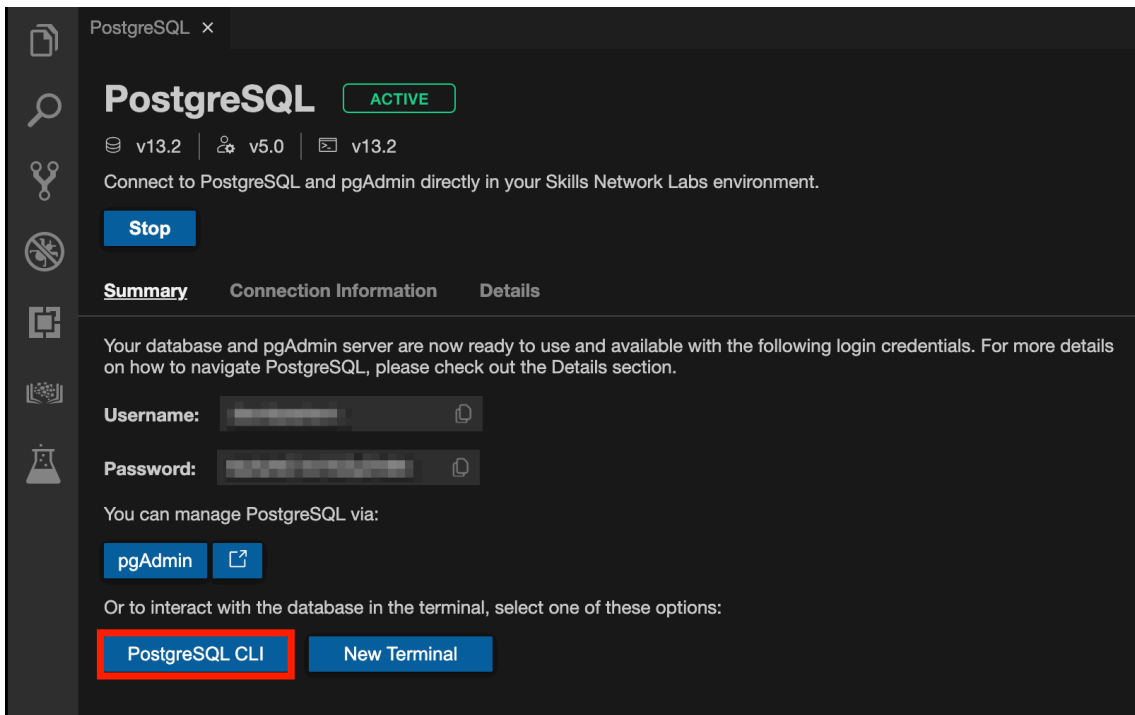 PostgreSQL ×
PostgreSQL ACTIVE
v13.2 v5.0 v13.2
Connect to PostgreSQL and pgAdmin directly in your Skills Network Labs environment.
Stop
Summary Connection Information Details
Your database and pgAdmin server are now ready to use and available with the following login credentials. For more details
on how to navigate PostgreSQL, please check out the Details section.
Username:
Password:
You can manage PostgreSQL via:
pgAdmin
Or to interact with the database in the terminal, select one of these options:
PostgreSQL CLI New Terminal